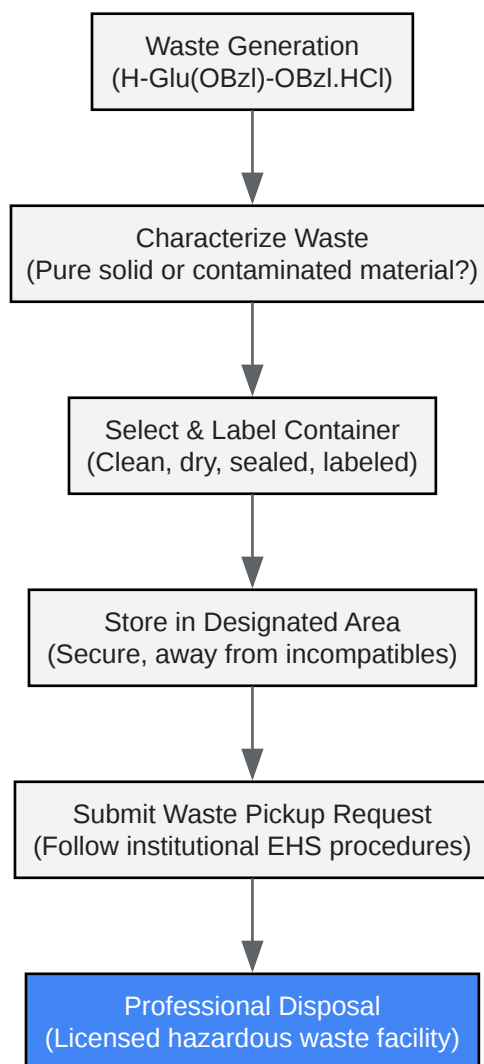 Waste Generation
(H-Glu(OBzl)-OBzl.HCl)
Characterize Waste
(Pure solid or contaminated material?)
Select & Label Container
(Clean, dry, sealed, labeled)
Store in Designated Area
(Secure, away from incompatibles)
Submit Waste Pickup Request
(Follow institutional EHS procedures)
Professional Disposal
(Licensed hazardous waste facility)